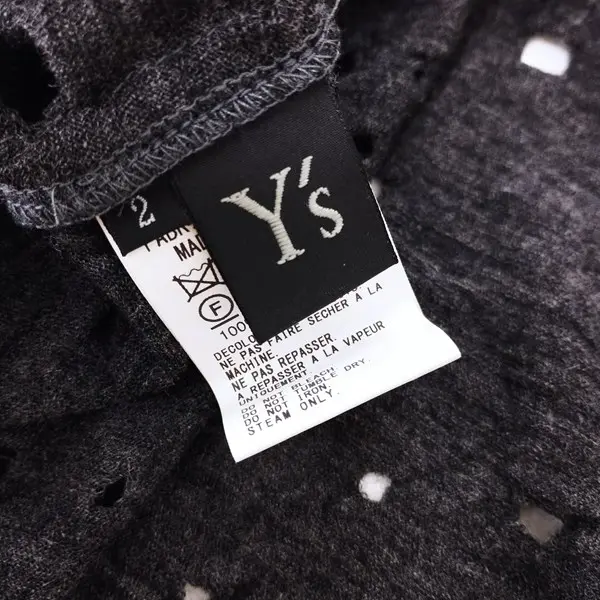 Y's
2
MA
F
100
DECOLO
NE PAS FAIRE SECHER A LA
MACHINE.
NE PAS REPASSER.
A REPASSER A LA VAPEUR
UNIQUEMENT.
DO NOT BLEACH.
DO NOT TUMBLE DRY.
DO NOT IRON.
STEAM ONLY.